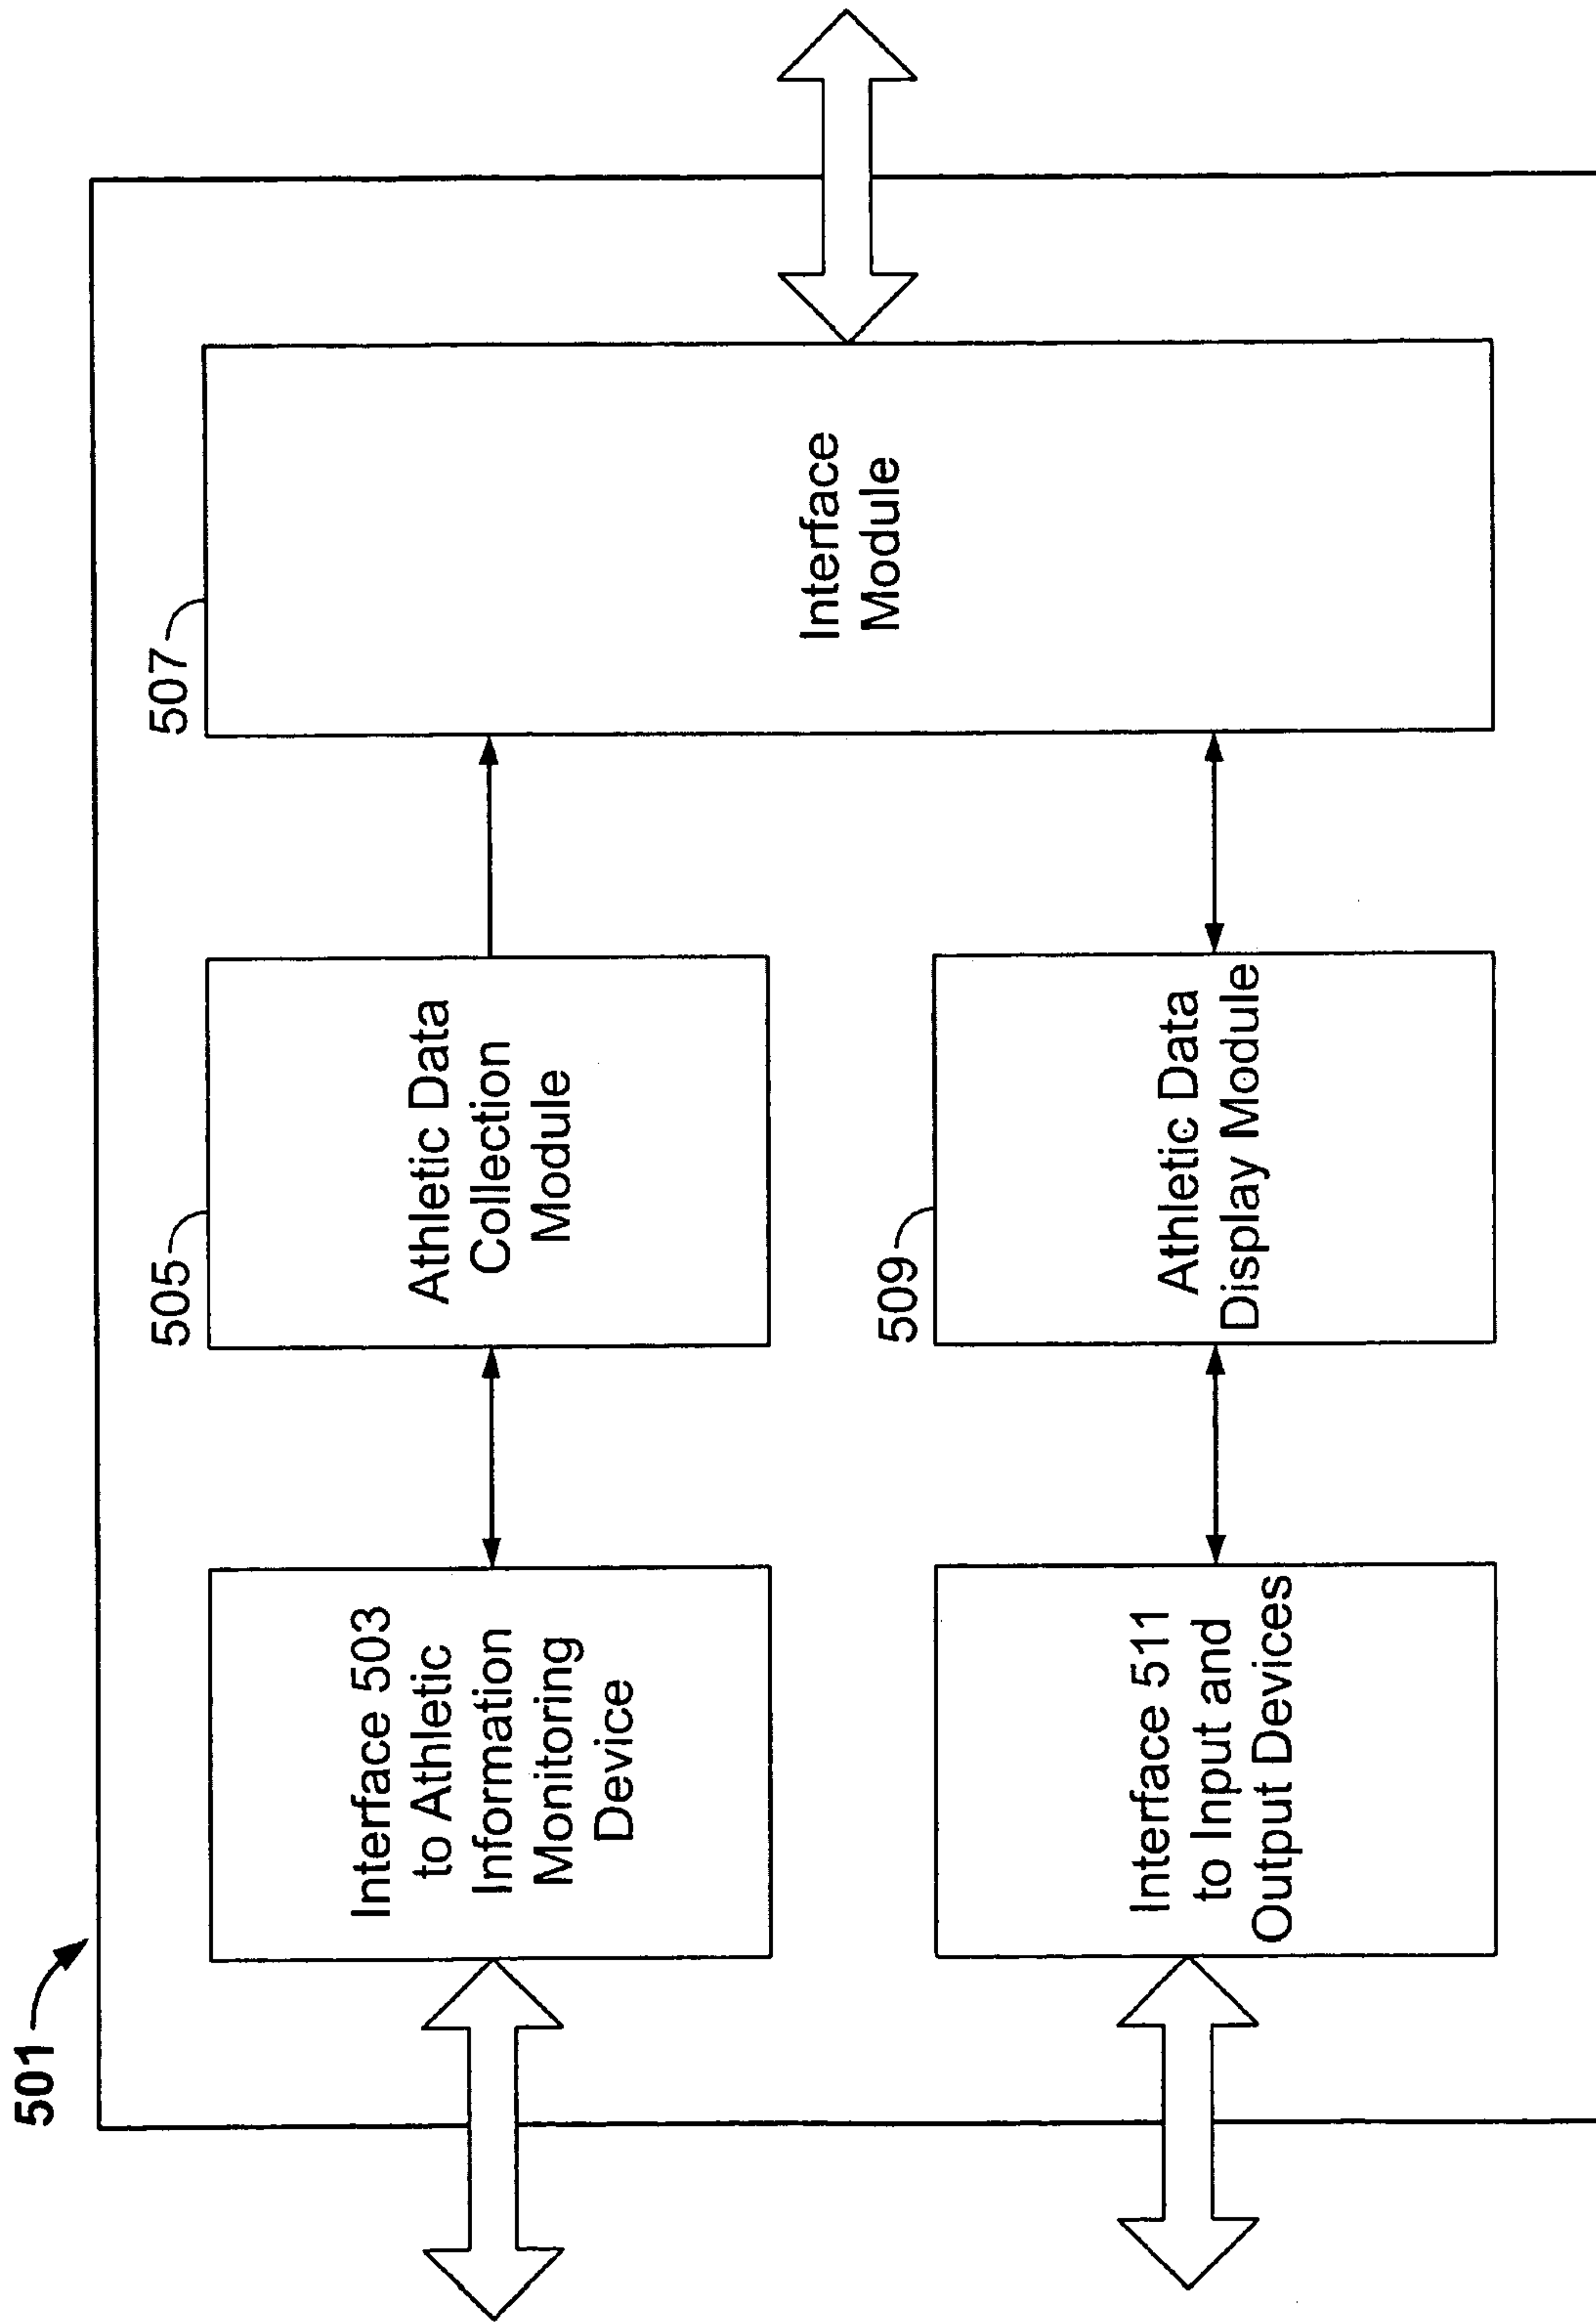 501
Interface 503
to Athletic
Information
Monitoring
Device
505
Athletic Data
Collection
Module
507
Interface
Module
Interface 511
to Input and
Output Devices
509
Athletic Data
Display Module